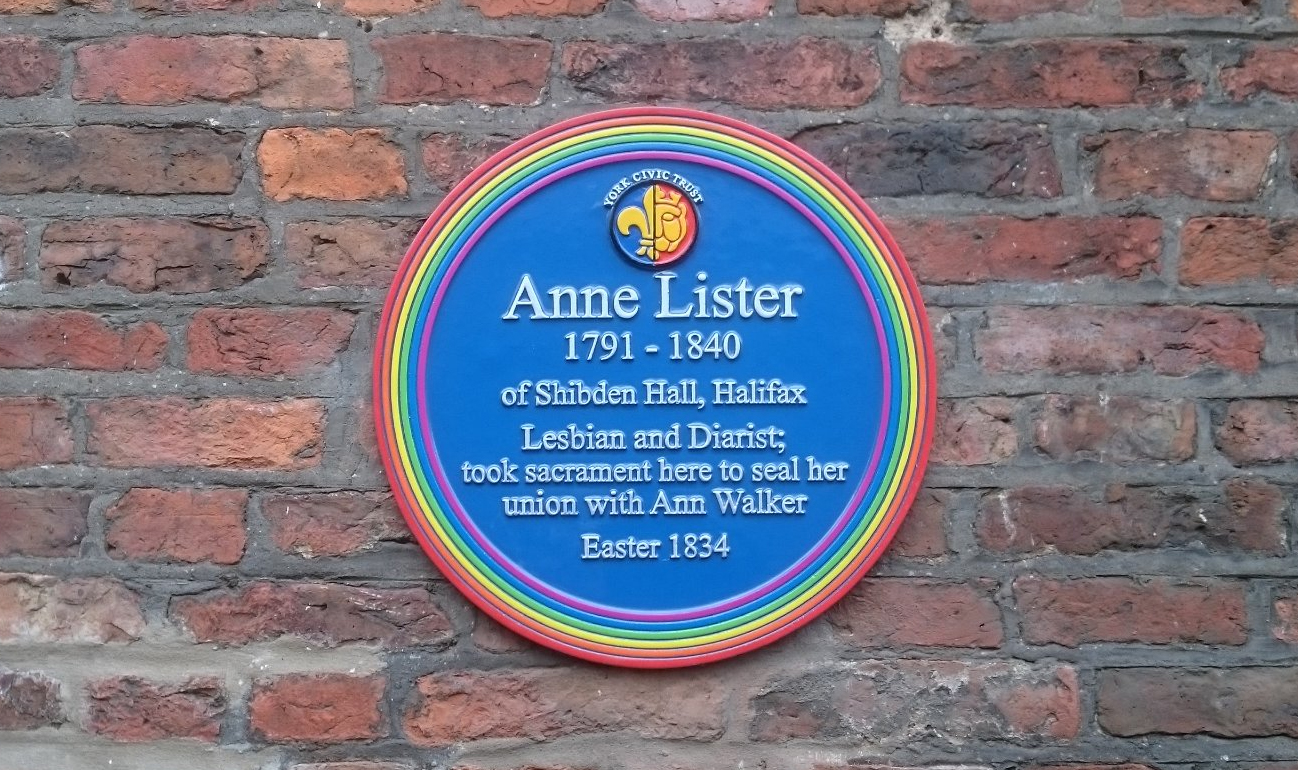 YORK CIVIC TRUST
Anne Lister
1791 - 1840
of Shibden Hall, Halifax
Lesbian and Diarist;
took sacrament here to seal her
union with Ann Walker
Easter 1834